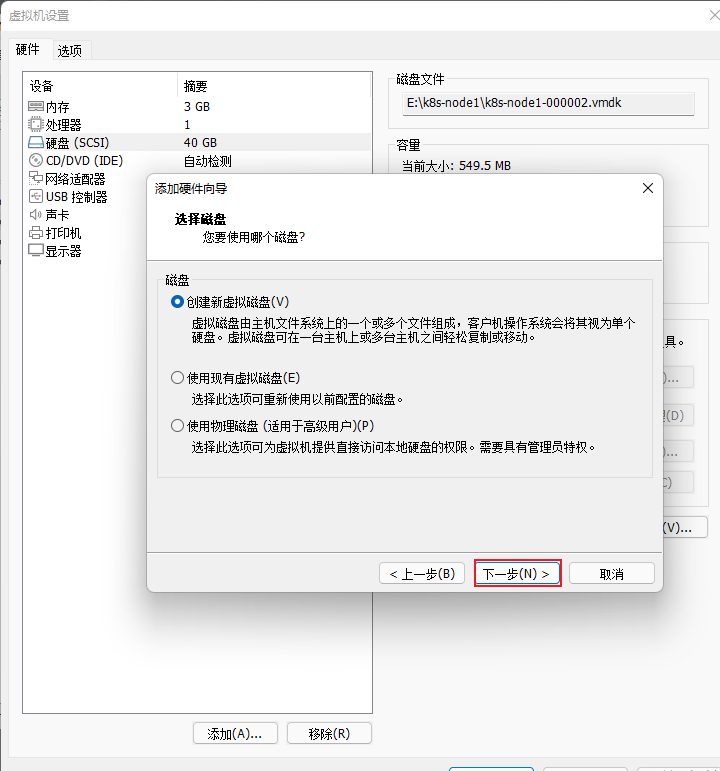 虚拟机设置
硬件 选项
设备 摘要
内存 3 GB
处理器 1
硬盘 (SCSI) 40 GB
CD/DVD (IDE) 自动检测
网络适配器
USB 控制器
声卡
打印机
显示器
磁盘文件
E:\k8s-node1\k8s-node1-000002.vmdk
容量
当前大小: 549.5 MB
添加硬件向导
选择磁盘
您要使用哪个磁盘?
磁盘
创建新虚拟磁盘(V)
虚拟磁盘由主机文件系统上的一个或多个文件组成，客户机操作系统会将其视为单个
硬盘。虚拟磁盘可在一台主机上或多台主机之间轻松复制或移动。
使用现有虚拟磁盘(E)
选择此选项可重新使用以前配置的磁盘。
使用物理磁盘 (适用于高级用户)(P)
选择此选项可为虚拟机提供直接访问本地硬盘的权限。需要具有管理员特权。
< 上一步(B) 下一步(N) > 取消
具。
)...
(D)
)...
C)
(V)...
添加(A)... 移除(R)